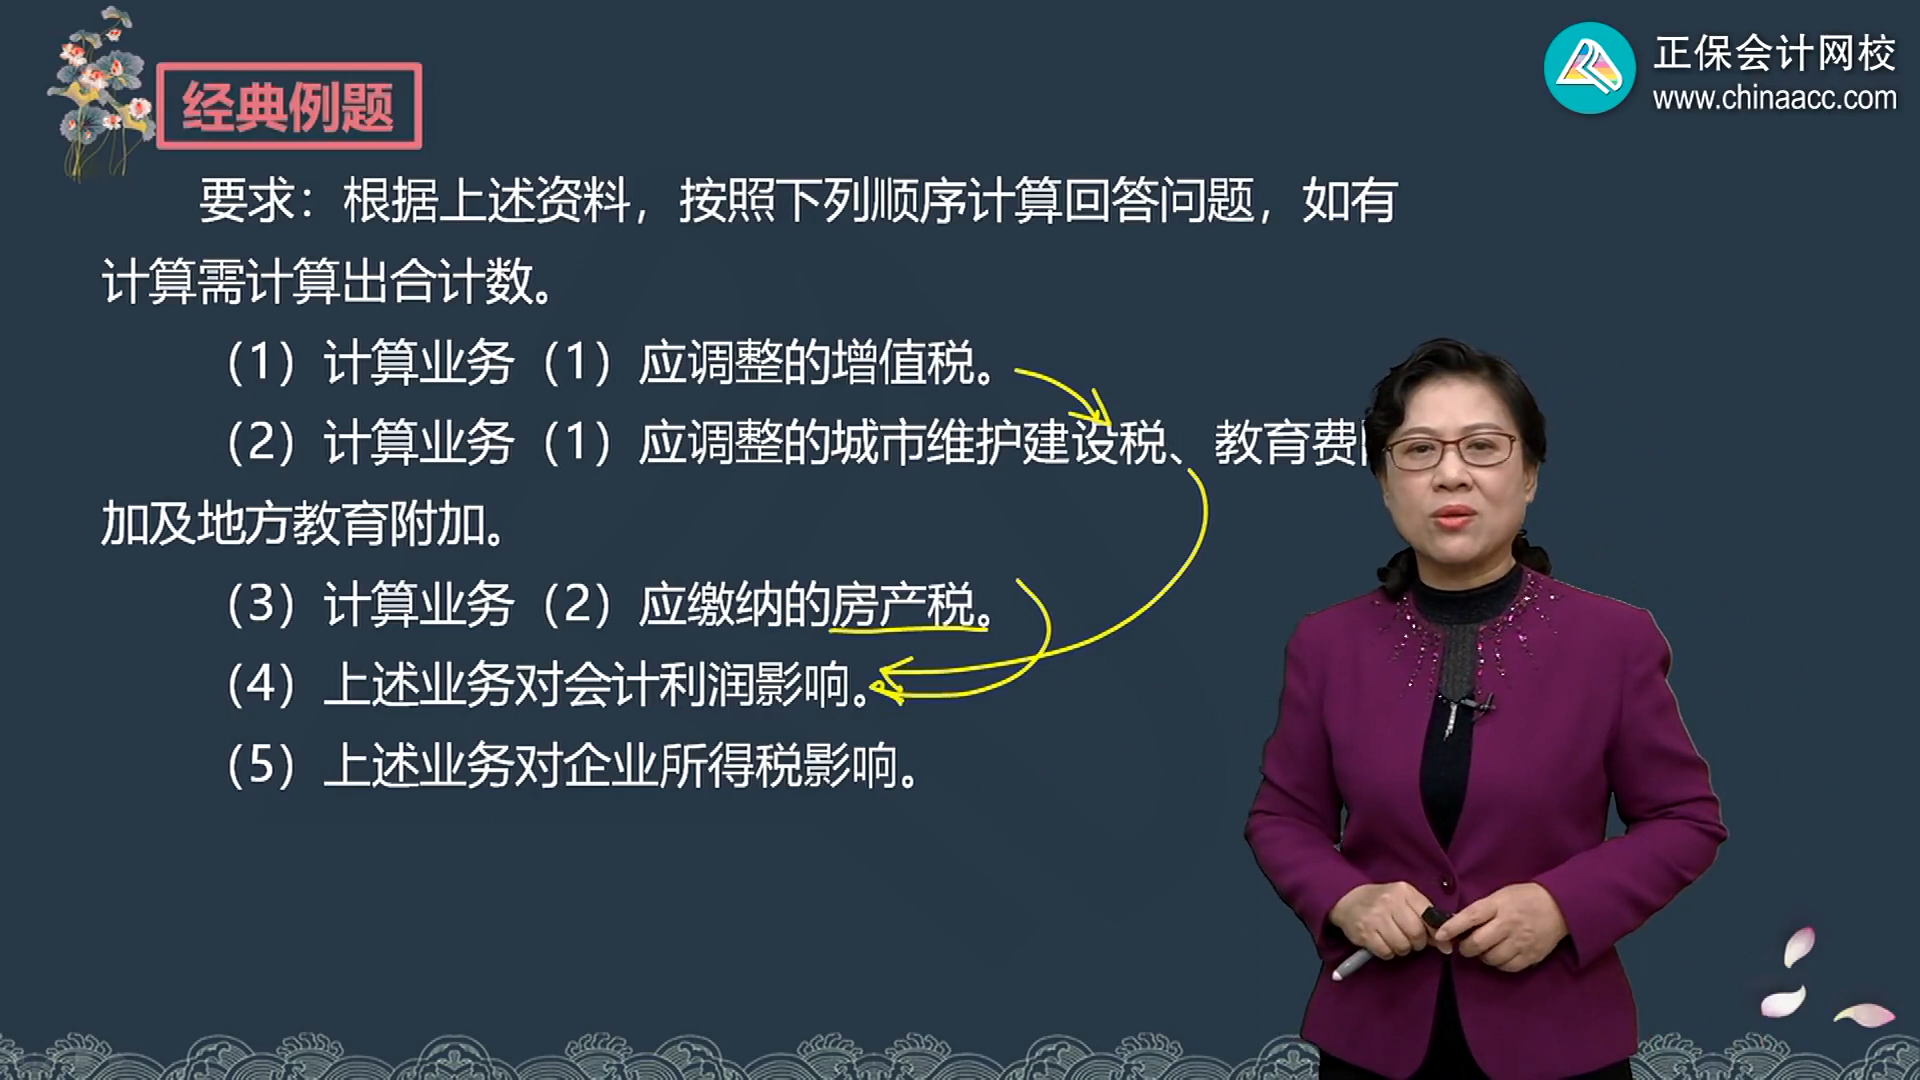 正保会计网校
www.chinaacc.com
经典例题
要求：根据上述资料，按照下列顺序计算回答问题，如有
计算需计算出合计数。
（1）计算业务（1）应调整的增值税。
（2）计算业务（1）应调整的城市维护建设税、教育费
加及地方教育附加。
（3）计算业务（2）应缴纳的房产税。
（4）上述业务对会计利润影响。
（5）上述业务对企业所得税影响。